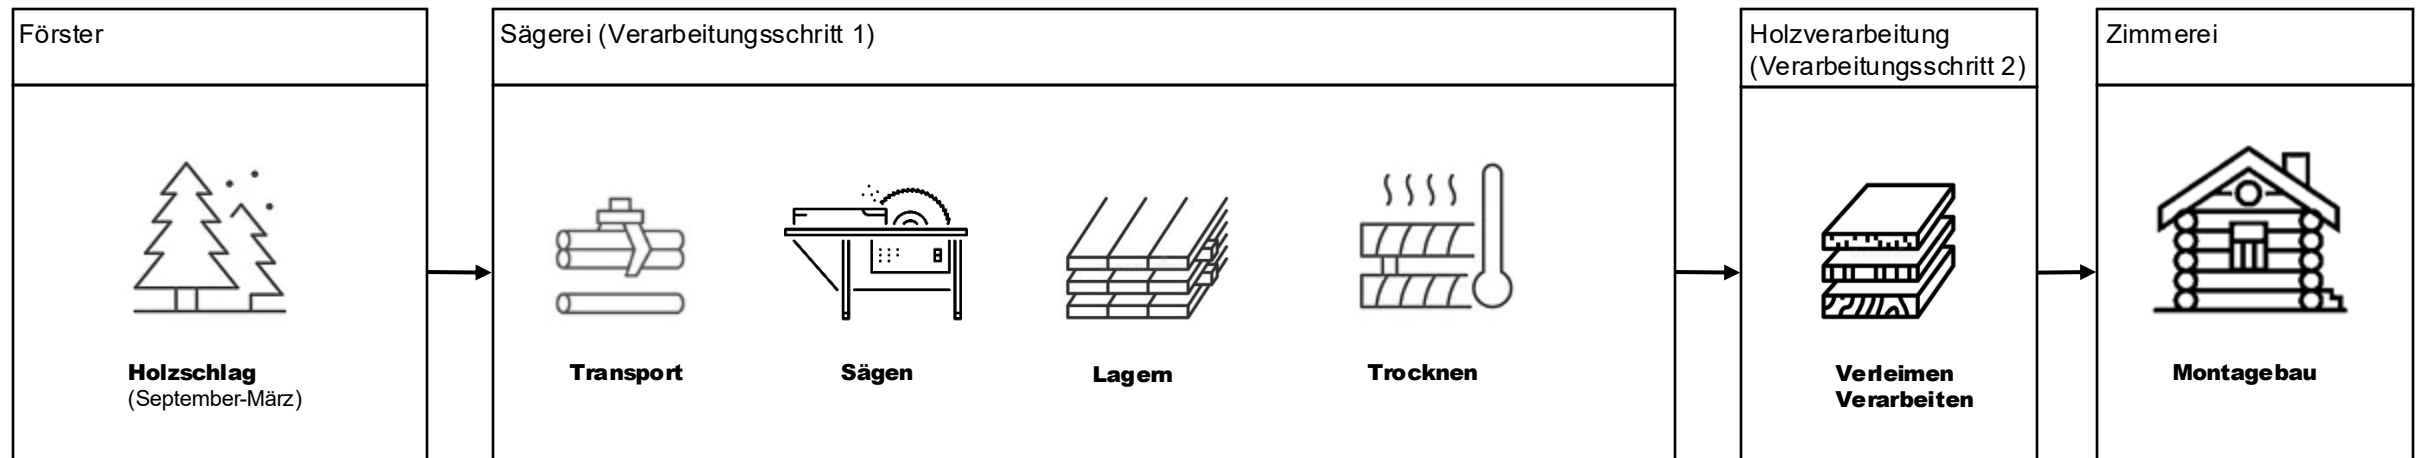 Förster
Sägerei (Verarbeitungsschritt 1)
Holzverarbeitung
(Verarbeitungsschritt 2)
Zimmerei
Holzschlag
(September-März)
Transport
Sägen
Lagern
Trocknen
Verleimen
Verarbeiten
Montagebau